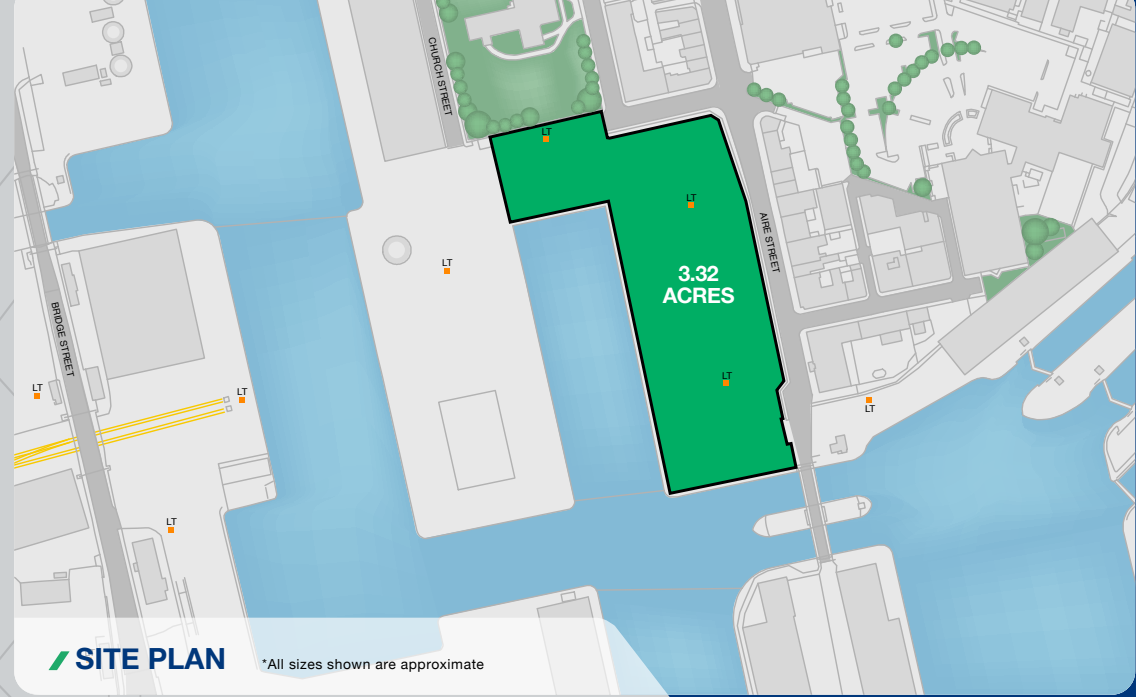 CHURCH STREET
LT
LT
AIRE STREET
LT
3.32
ACRES
BRIDGE STREET
LT
LT
LT
LT
LT
SITE PLAN
*All sizes shown are approximate